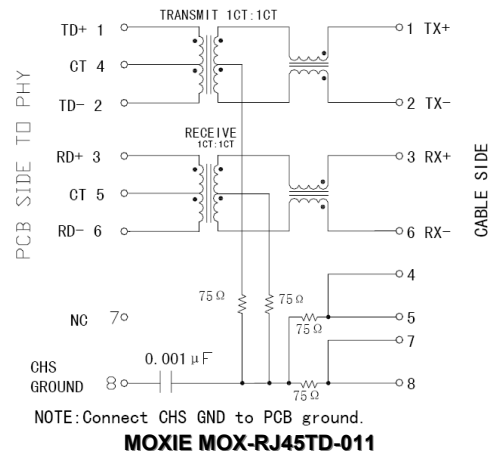 TRANSMIT 1CT:1CT
TD+ 1
1 TX+
CT 4
TD- 2
2 TX-
RECEIVE
1CT:1CT
RD+ 3
3 RX+
CT 5
RD- 6
6 RX-
PCB SIDE TO PHY
CABLE SIDE
4
75Ω
75Ω
NC 7
5
75Ω
7
0.001μF
CHS
GROUND 8
8
75Ω
NOTE:Connect CHS GND to PCB ground.
MOXIE MOX-RJ45TD-011